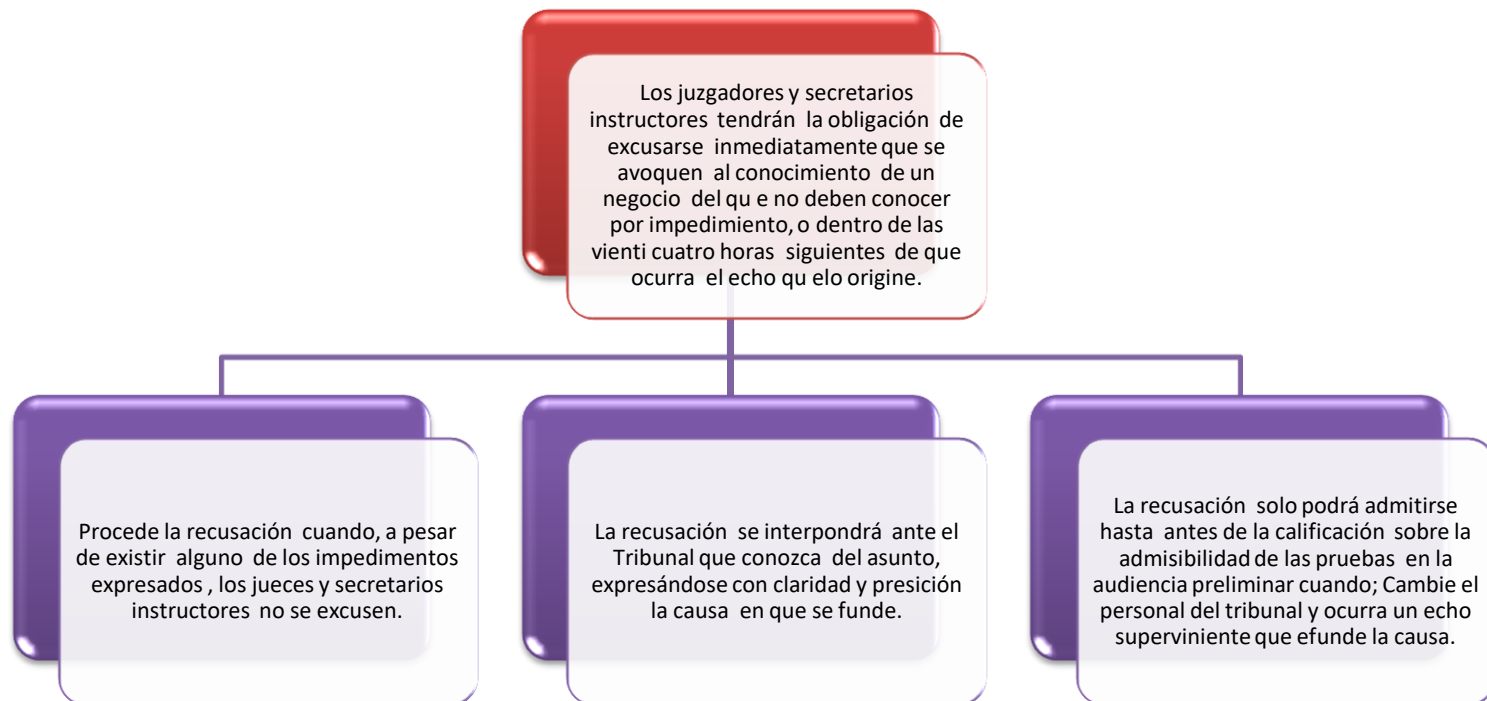 Los juzgadores y secretarios
instructores tendrán la obligación de
excusarse inmediatamente que se
avoquen al conocimiento de un
negocio del qu e no deben conocer
por impedimiento, o dentro de las
vienti cuatro horas siguientes de que
ocurra el echo qu elo origine.
Procede la recusación cuando, a pesar
de existir alguno de los impedimentos
expresados , los jueces y secretarios
instructores no se excusen.
La recusación se interpondrá ante el
Tribunal que conozca del asunto,
expresándose con claridad y presición
la causa en que se funde.
La recusación solo podrá admitirse
hasta antes de la calificación sobre la
admisibilidad de las pruebas en la
audiencia preliminar cuando; Cambie el
personal del tribunal y ocurra un echo
superviniente que efunde la causa.